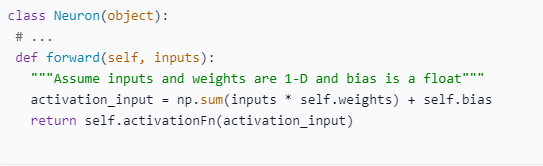 class Neuron(object):
 # ...
 def forward(self, inputs):
   """Assume inputs and weights are 1-D and bias is a float"""
   activation_input = np.sum(inputs * self.weights) + self.bias
   return self.activationFn(activation_input)